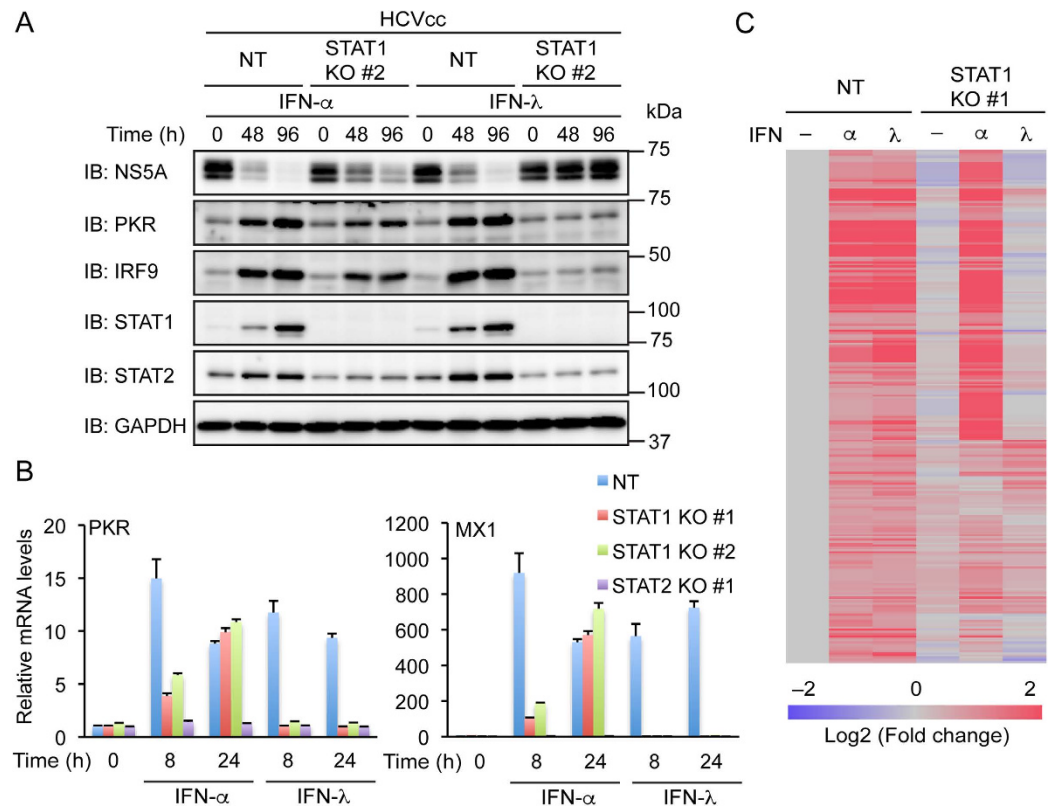 A
HCVcc
NT STAT1 KO #2 NT STAT1 KO #2
IFN-α IFN-λ
kDa
Time (h) 0 48 96 0 48 96 0 48 96 0 48 96
75
IB: NS5A
75
IB: PKR
50
IB: IRF9
100
IB: STAT1
75
IB: STAT2
100
IB: GAPDH
37
B
NT
STAT1 KO #1
STAT1 KO #2
STAT2 KO #1
PKR
Relative mRNA levels
20
15
10
5
0
Time (h) 0 8 24 8 24
IFN-α IFN-λ
MX1
1200
1000
800
600
400
200
0
Time (h) 0 8 24 8 24
IFN-α IFN-λ
C
NT STAT1 KO #1
IFN – α λ – α λ
–2 0 2
Log2 (Fold change)